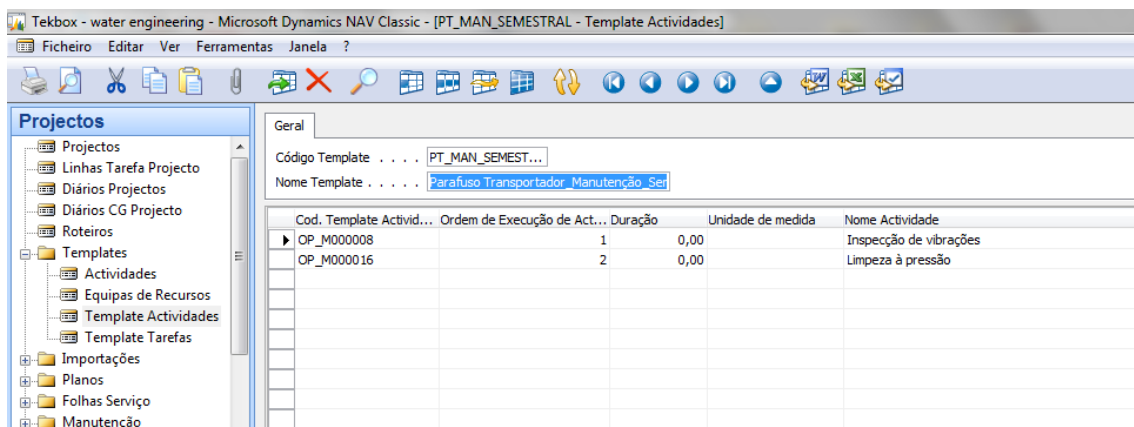 Tekbox - water engineering - Microsoft Dynamics NAV Classic - [PT_MAN_SEMESTRAL - Template Actividades]
Ficheiro Editar Ver Ferramentas Janela ?
Projectos
Projectos
Linhas Tarefa Projecto
Diários Projectos
Diários CG Projecto
Roteiros
Templates
Actividades
Equipas de Recursos
Template Actividades
Template Tarefas
Importações
Planos
Folhas Serviço
Manutenção
Geral
Código Template . . . . PT_MAN_SEMEST...
Nome Template . . . . . Parafuso Transportador_Manutenção_Ser
Cod. Template Activid... Ordem de Execução de Act... Duração Unidade de medida Nome Actividade
OP_M000008 1 0,00 Inspecção de vibrações
OP_M000016 2 0,00 Limpeza à pressão